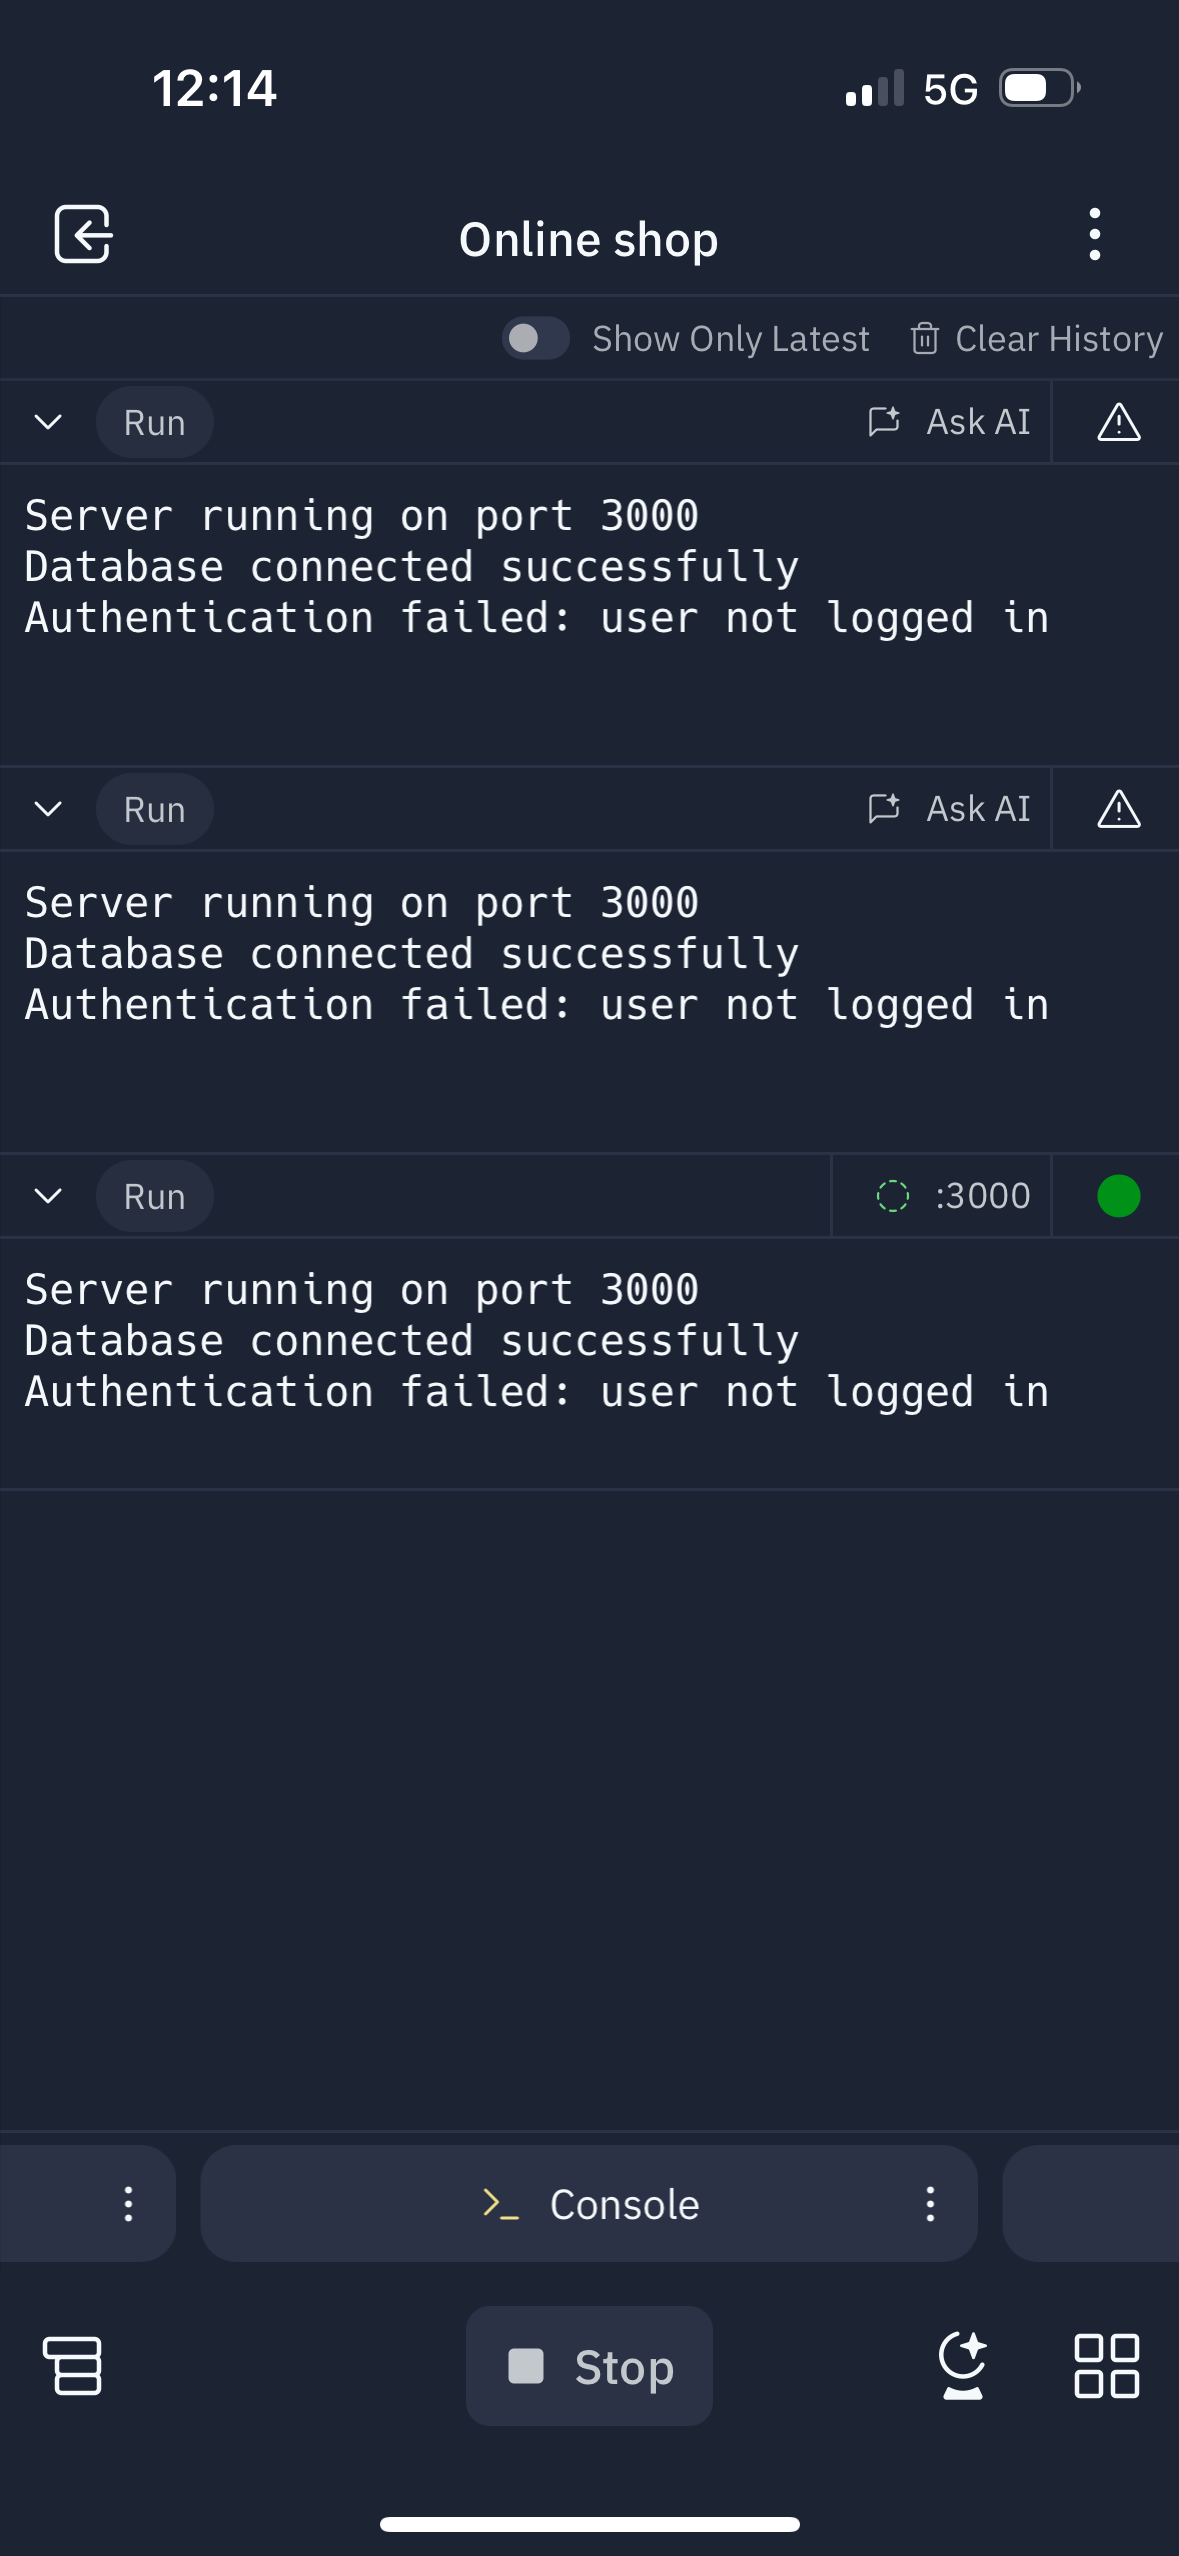 12:14
5G
Online shop
Show Only Latest
Clear History
Run
Ask AI
Server running on port 3000
Database connected successfully
Authentication failed: user not logged in
Run
Ask AI
Server running on port 3000
Database connected successfully
Authentication failed: user not logged in
Run
:3000
Server running on port 3000
Database connected successfully
Authentication failed: user not logged in
Console
Stop